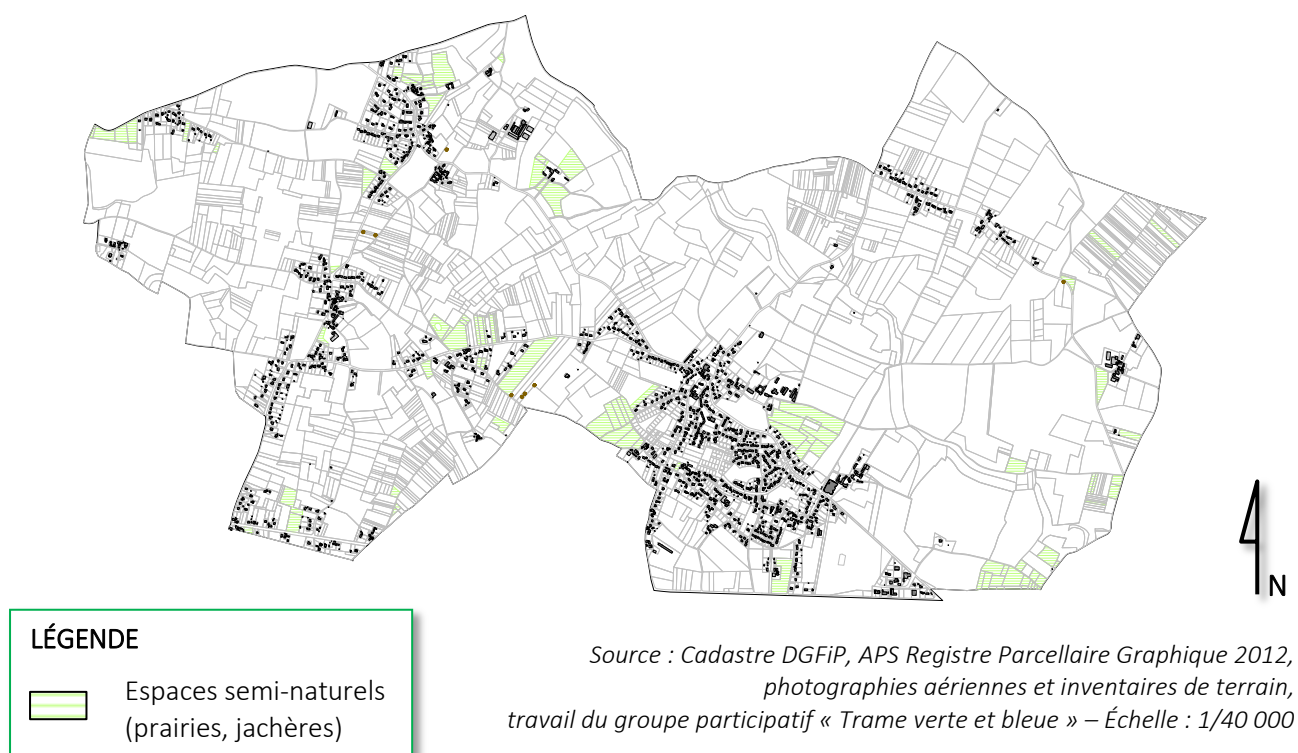 N
LÉGENDE
Espaces semi-naturels
(prairies, jachères)
Source : Cadastre DGFiP, APS Registre Parcellaire Graphique 2012,
photographies aériennes et inventaires de terrain,
travail du groupe participatif « Trame verte et bleue » – Échelle : 1/40 000